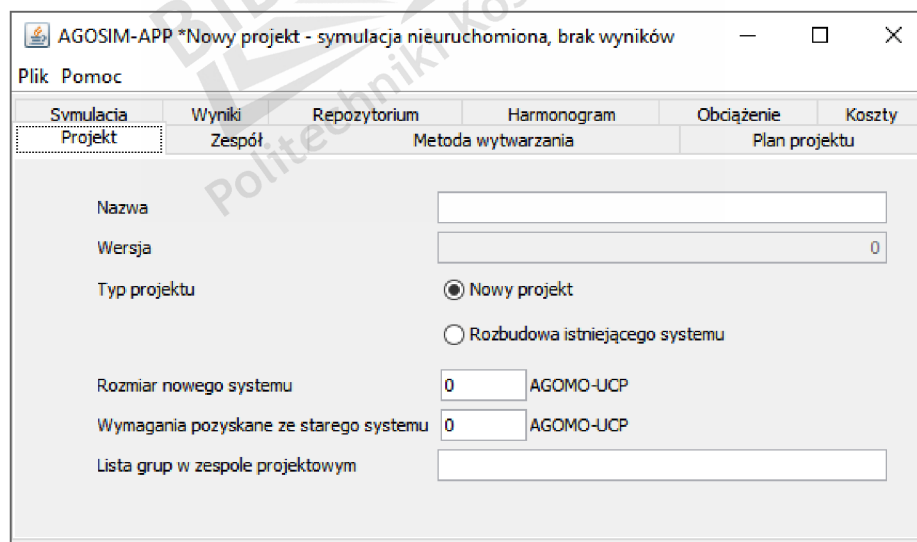 AGOSIM-APP *Nowy projekt - symulacja nieuruchomiona, brak wyników
Plik Pomoc
Symulacja Wyniki Repozytorium Harmonogram Obciążenie Koszty
Projekt Zespół Metoda wytwarzania Plan projektu
Politechniki
Nazwa
Wersja 0
Typ projektu Nowy projekt
Rozbudowa istniejącego systemu
Rozmiar nowego systemu 0 AGOMO-UCP
Wymagania pozyskane ze starego systemu 0 AGOMO-UCP
Lista grup w zespole projektowym